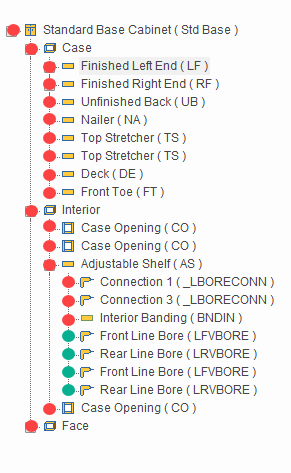 Standard Base Cabinet ( Std Base )
Case
Finished Left End ( LF )
Finished Right End ( RF )
Unfinished Back ( UB )
Nailer ( NA )
Top Stretcher ( TS )
Top Stretcher ( TS )
Deck ( DE )
Front Toe ( FT )
Interior
Case Opening ( CO )
Case Opening ( CO )
Adjustable Shelf ( AS )
Connection 1 ( _LBORECONN )
Connection 3 ( _LBORECONN )
Interior Banding ( BNDIN )
Front Line Bore ( LFVBORE )
Rear Line Bore ( LRVBORE )
Front Line Bore ( LFVBORE )
Rear Line Bore ( LRVBORE )
Case Opening ( CO )
Face